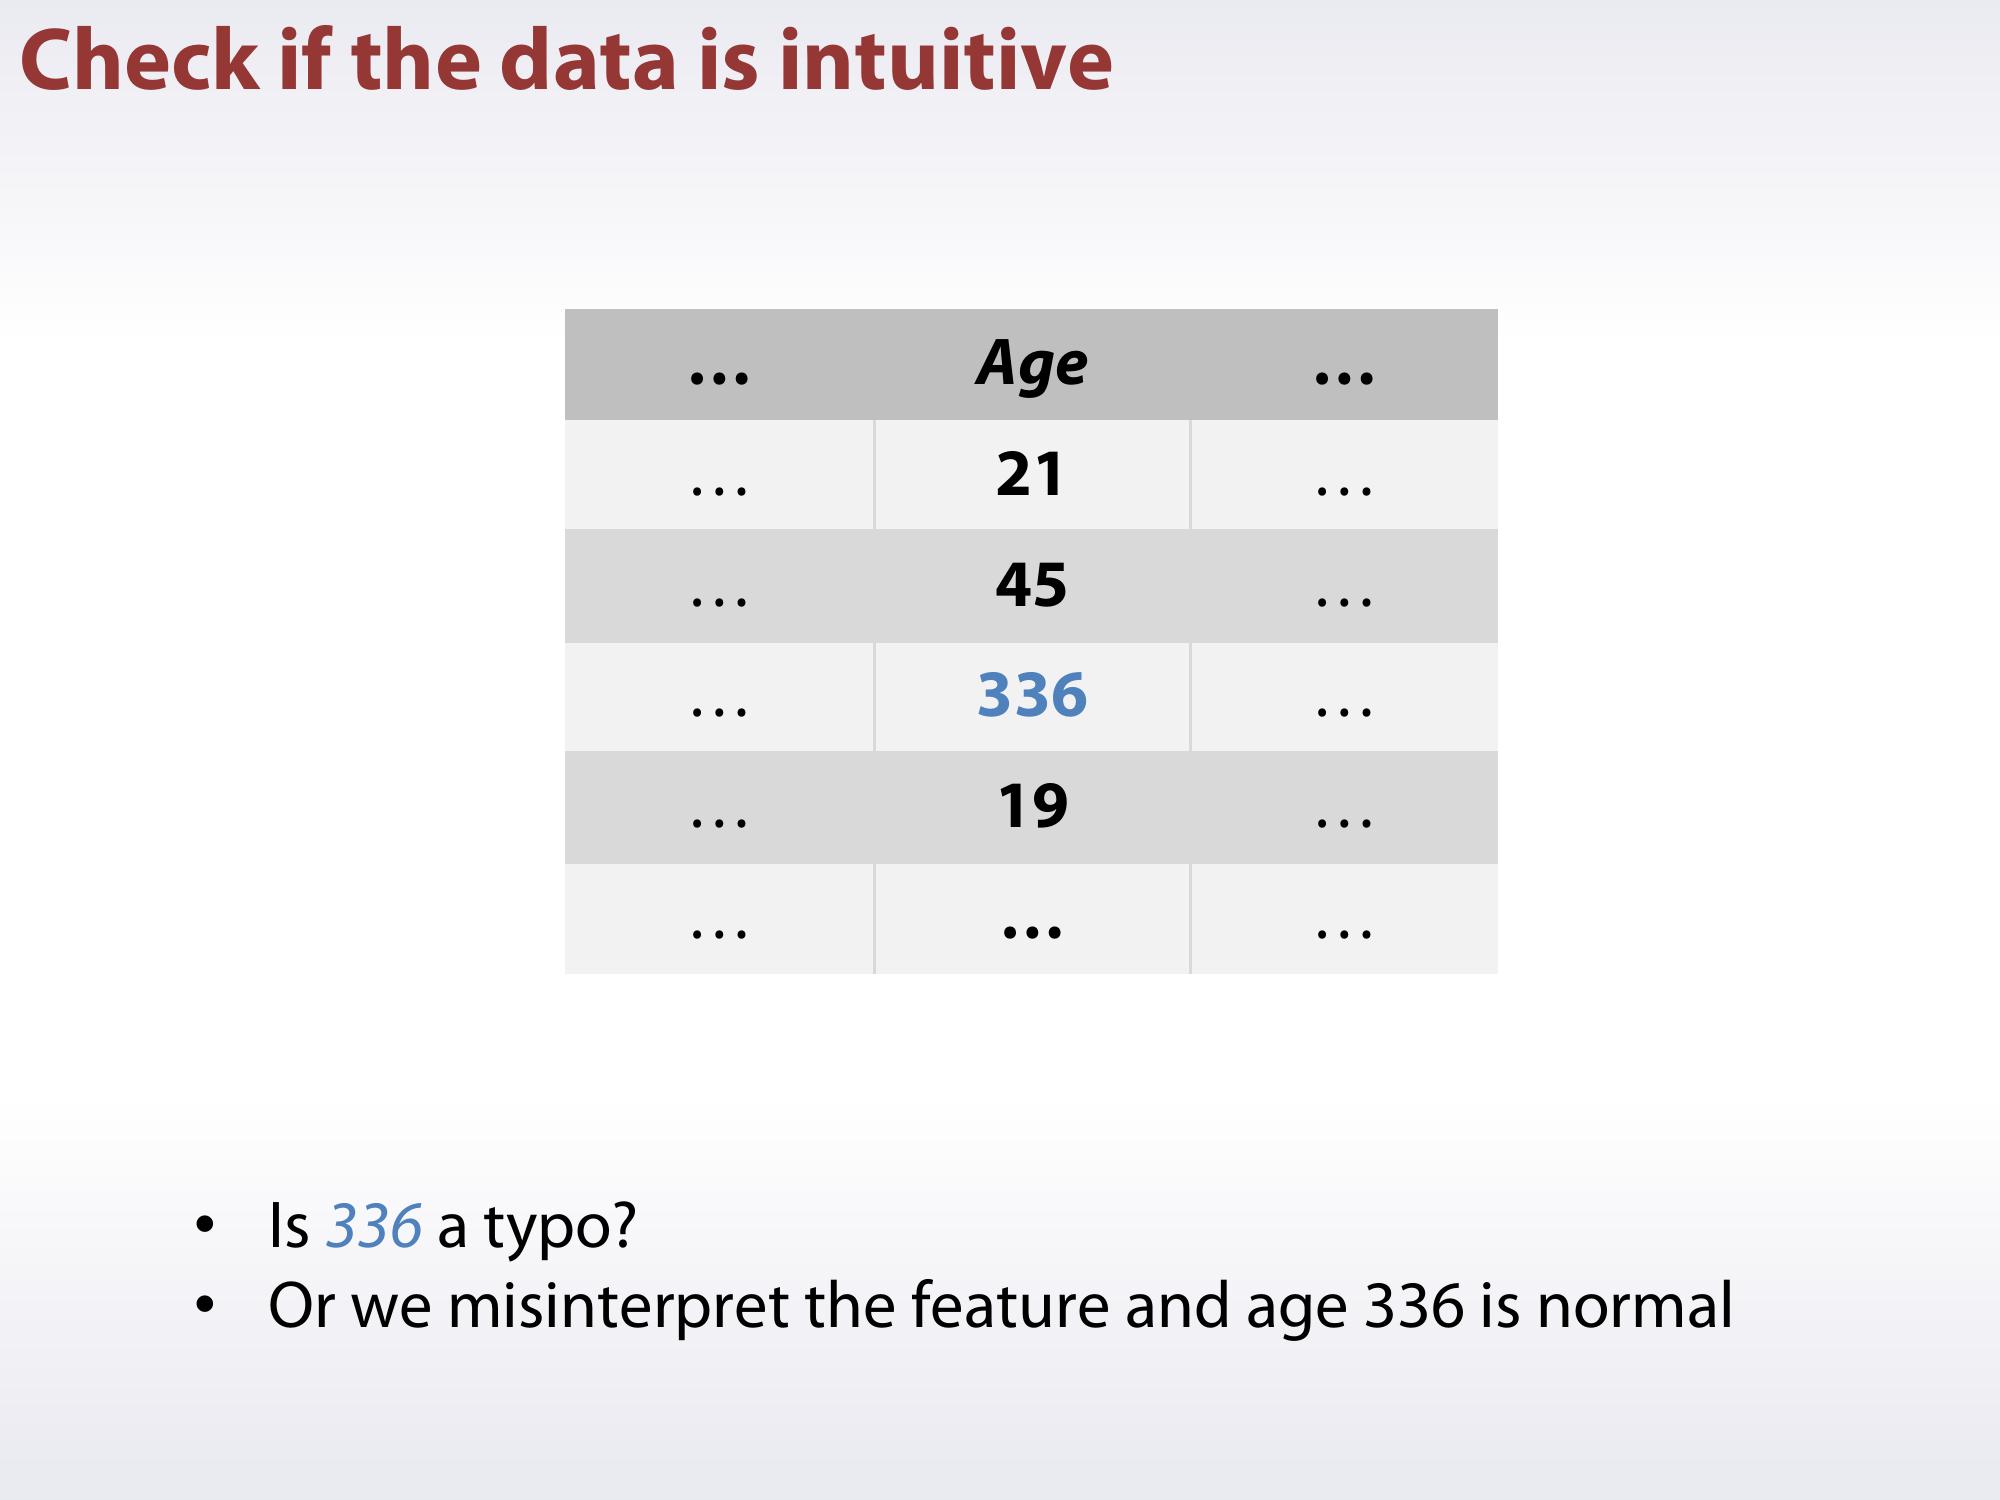 Check if the data is intuitive
... Age ...
... 21 ...
... 45 ...
... 336 ...
... 19 ...
... ... ...
• Is 336 a typo?
• Or we misinterpret the feature and age 336 is normal